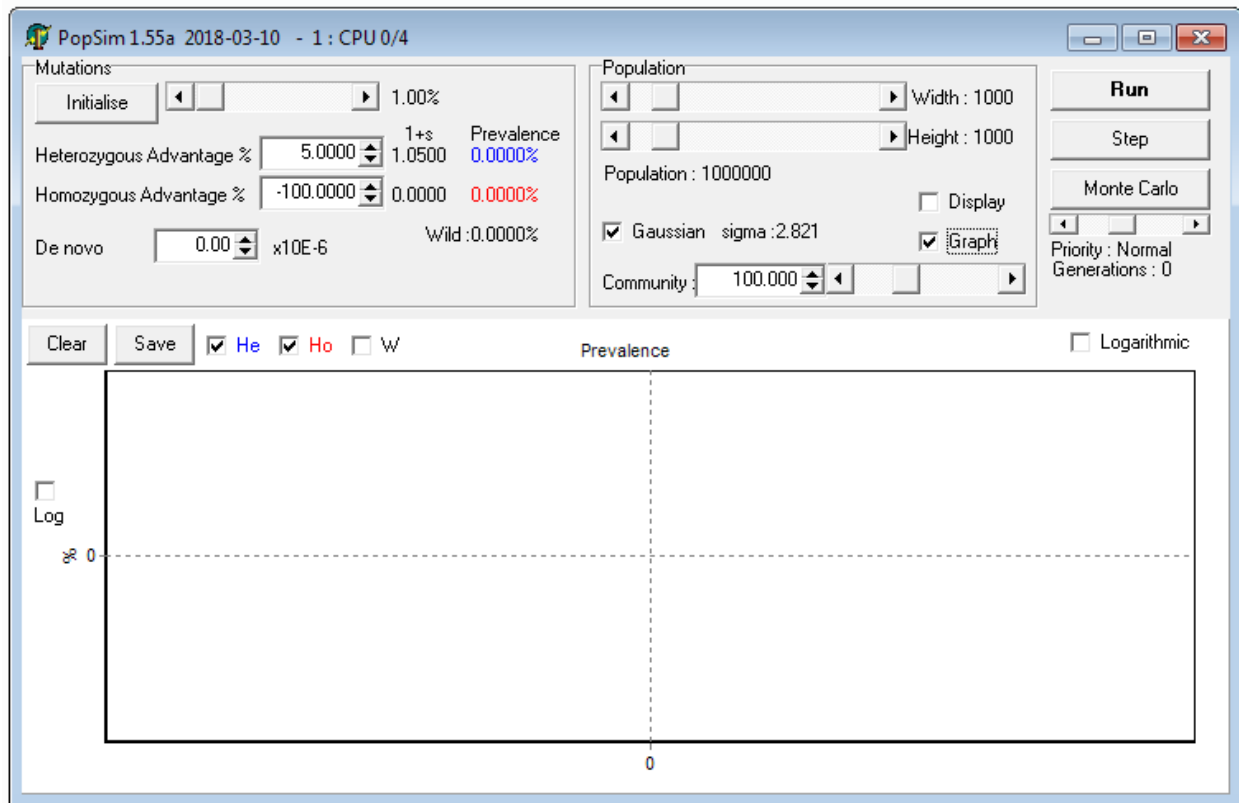 PopSim 1.55a 2018-03-10 - 1 : CPU 0/4
Mutations
Initialise
1.00%
1+s Prevalence
Heterozygous Advantage % 5.0000 1.0500 0.0000%
Homozygous Advantage % -100.0000 0.0000 0.0000%
Wild :0.0000%
De novo 0.00 x10E-6
Population
Width : 1000
Height : 1000
Population : 1000000
Display
Gaussian sigma :2.821
Graph
Community : 100.000
Run
Step
Monte Carlo
Priority : Normal
Generations : 0
Clear Save He Ho W
Prevalence
Logarithmic
Log
% 0
0